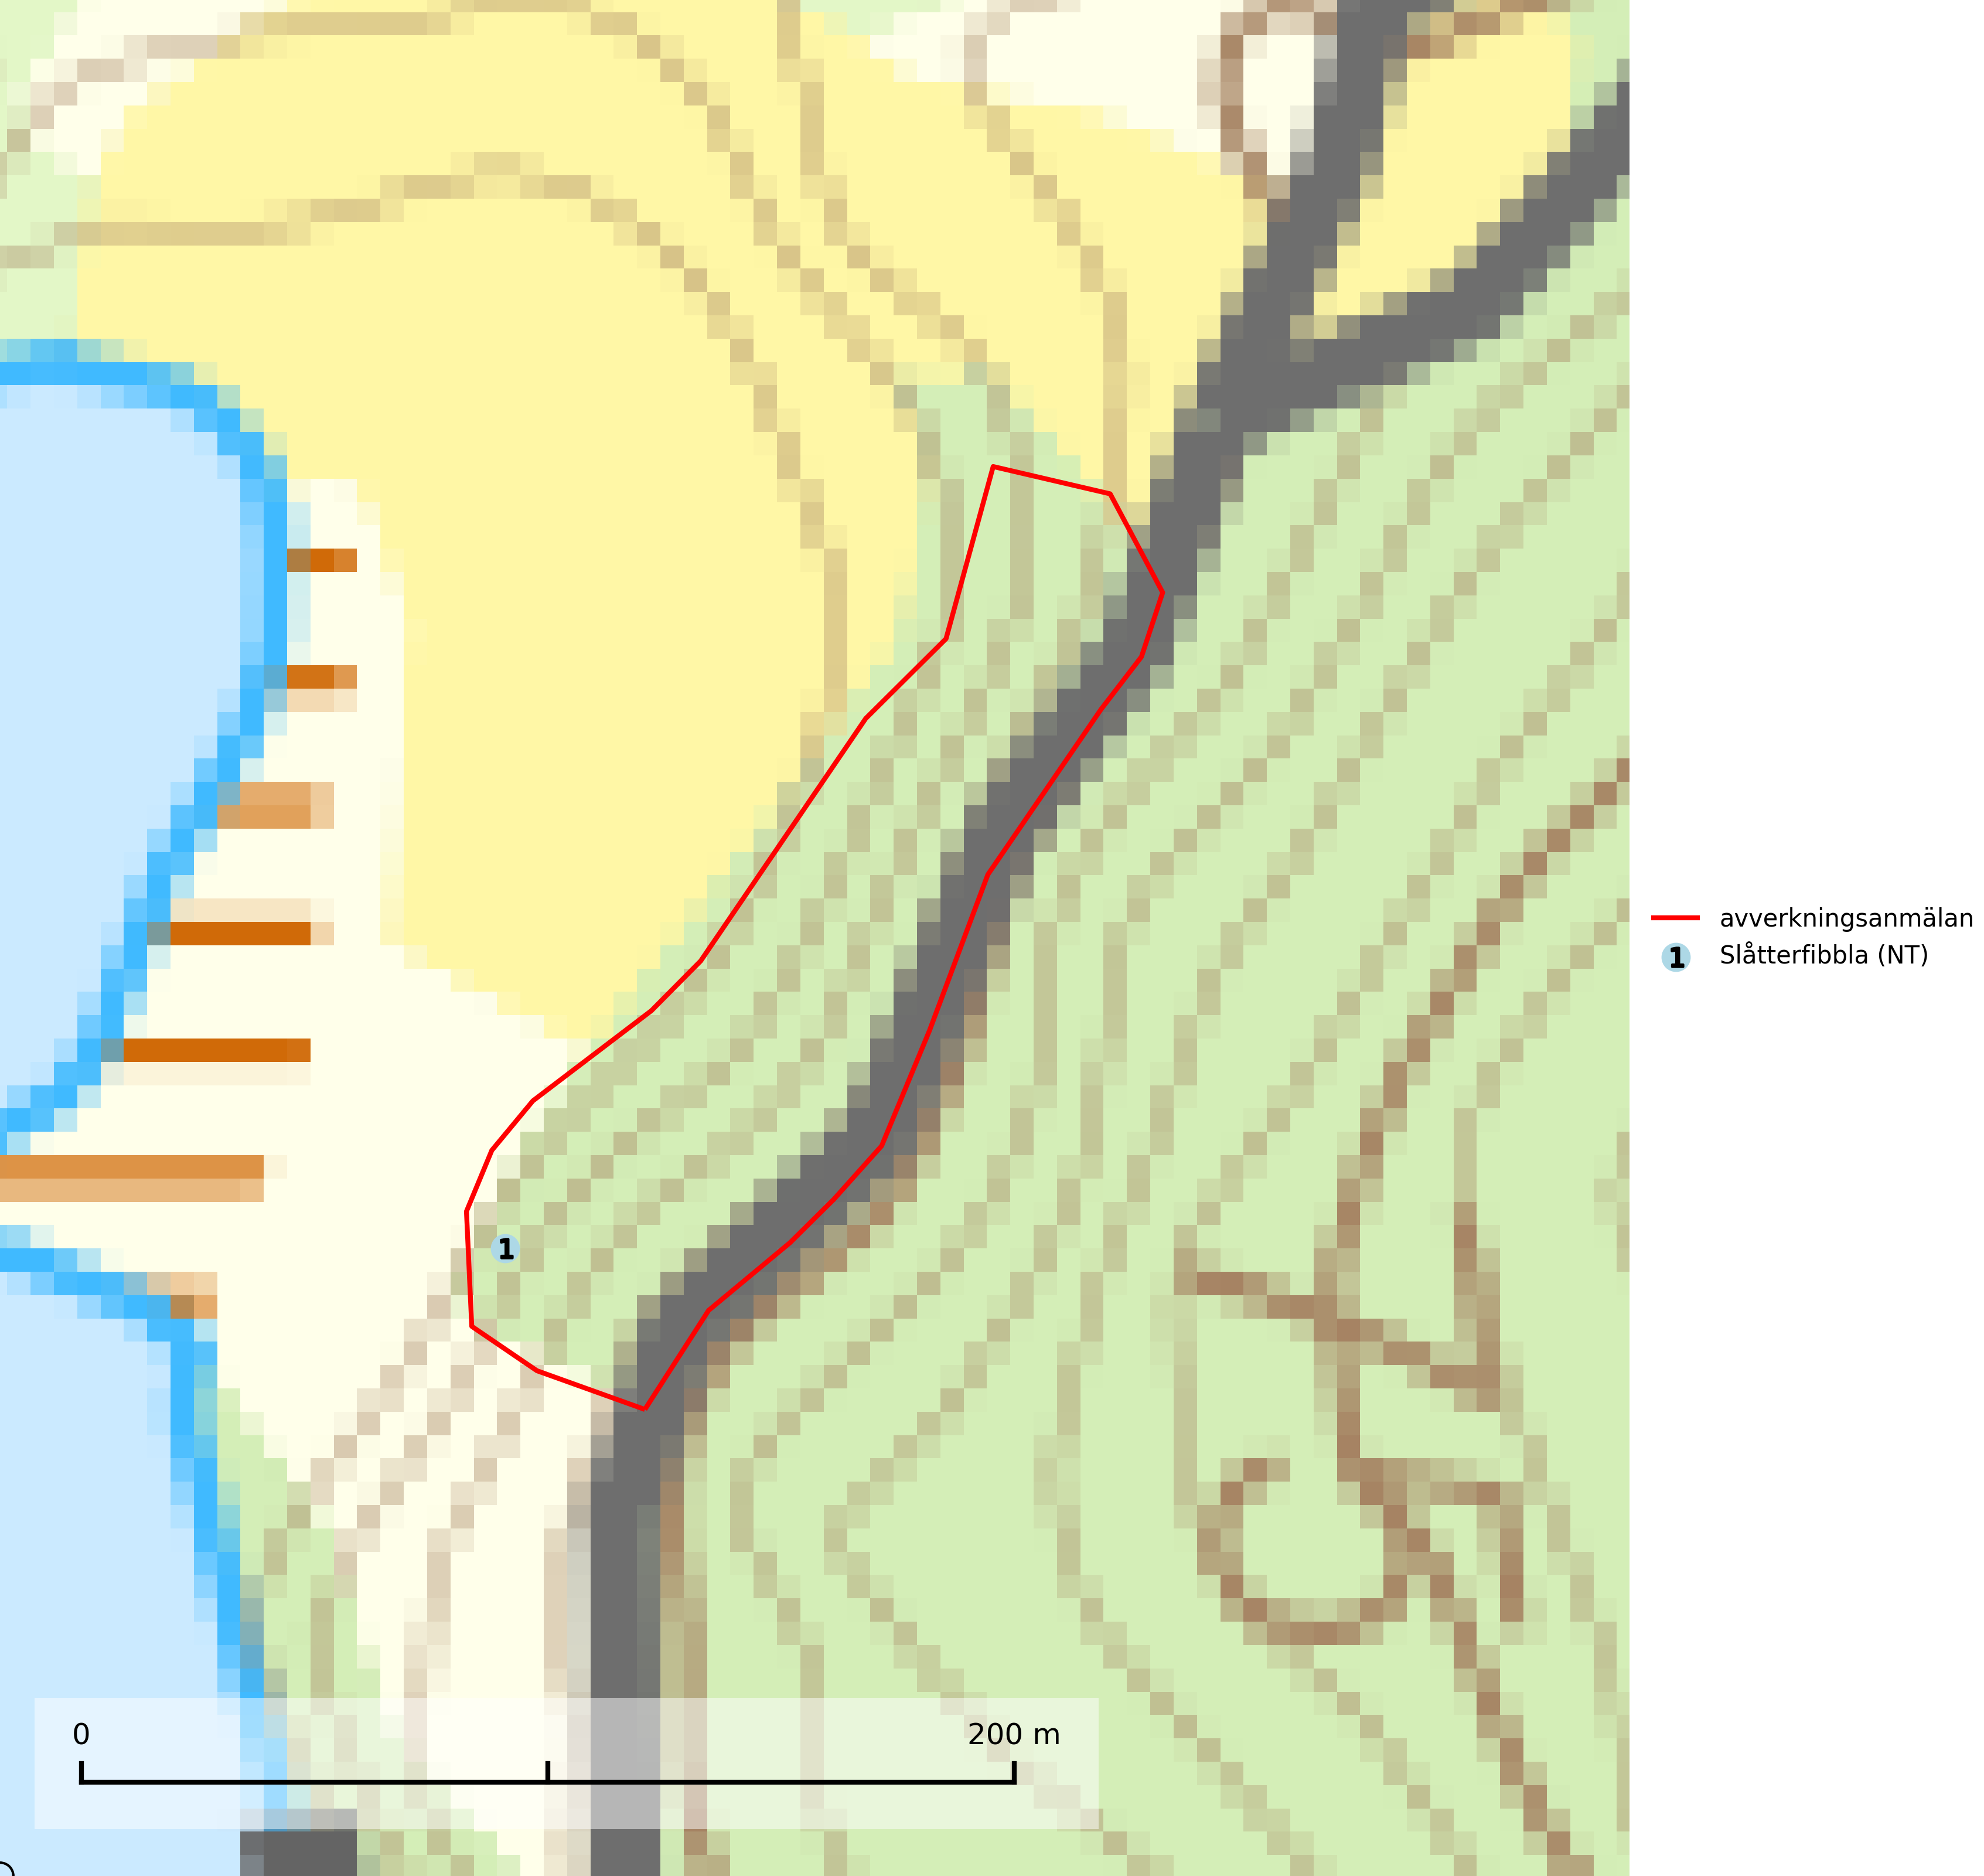 avverkningsanmälan
1 Slåtterfibbla (NT)
1
0 200 m